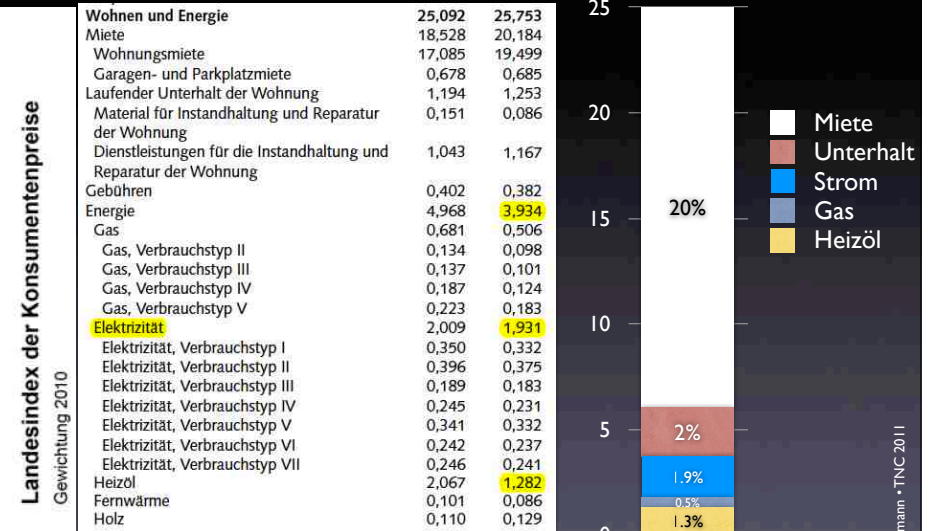 Landesindex der Konsumentenpreise
Gewichtung 2010
Wohnen und Energie 25,092 25,753
Miete 18,528 20,184
Wohnungsmiete 17,085 19,499
Garagen- und Parkplatzmiete 0,678 0,685
Laufender Unterhalt der Wohnung 1,194 1,253
Material für Instandhaltung und Reparatur 0,151 0,086
der Wohnung
Dienstleistungen für die Instandhaltung und 1,043 1,167
Reparatur der Wohnung
Gebühren 0,402 0,382
Energie 4,968 3,934
Gas 0,681 0,506
Gas, Verbrauchstyp II 0,134 0,098
Gas, Verbrauchstyp III 0,137 0,101
Gas, Verbrauchstyp IV 0,187 0,124
Gas, Verbrauchstyp V 0,223 0,183
Elektrizität 2,009 1,931
Elektrizität, Verbrauchstyp I 0,350 0,332
Elektrizität, Verbrauchstyp II 0,396 0,375
Elektrizität, Verbrauchstyp III 0,189 0,183
Elektrizität, Verbrauchstyp IV 0,245 0,231
Elektrizität, Verbrauchstyp V 0,341 0,332
Elektrizität, Verbrauchstyp VI 0,242 0,237
Elektrizität, Verbrauchstyp VII 0,246 0,241
Heizöl 2,067 1,282
Fernwärme 0,101 0,086
Holz 0,110 0,129
25
20
15
10
5
20%
2%
1.9%
0.5%
1.3%
Miete
Unterhalt
Strom
Gas
Heizöl
mann • TNC 2011